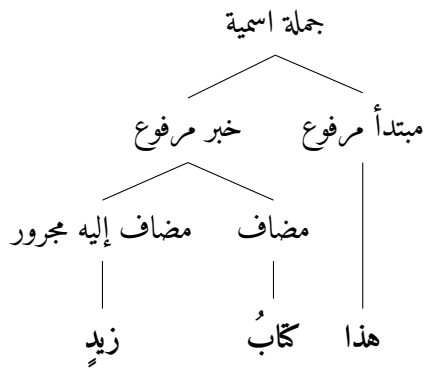 جملة اسمية
مبتدأ مرفوع خبر مرفوع
مضاف مضاف إليه مجرور
هذا كتابُ زيدٍ